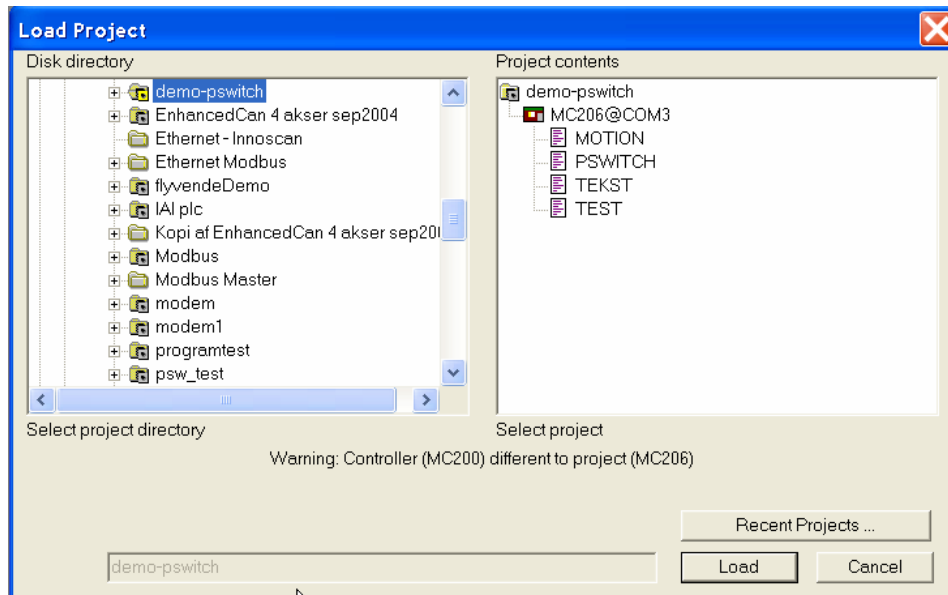 Load Project
Disk directory
demo-pswitch
EnhancedCan 4 akser sep2004
Ethernet-Innoscan
Ethernet Modbus
flyvendeDemo
IAI plc
Kopi af EnhancedCan 4 akser sep20
Modbus
Modbus Master
modem
modem1
programtest
psw_test
Select project directory
Project contents
demo-pswitch
MC206@COM3
MOTION
PSWITCH
TEKST
TEST
Select project
Warning: Controller (MC200) different to project (MC206)
Recent Projects ...
demo-pswitch
Load
Cancel